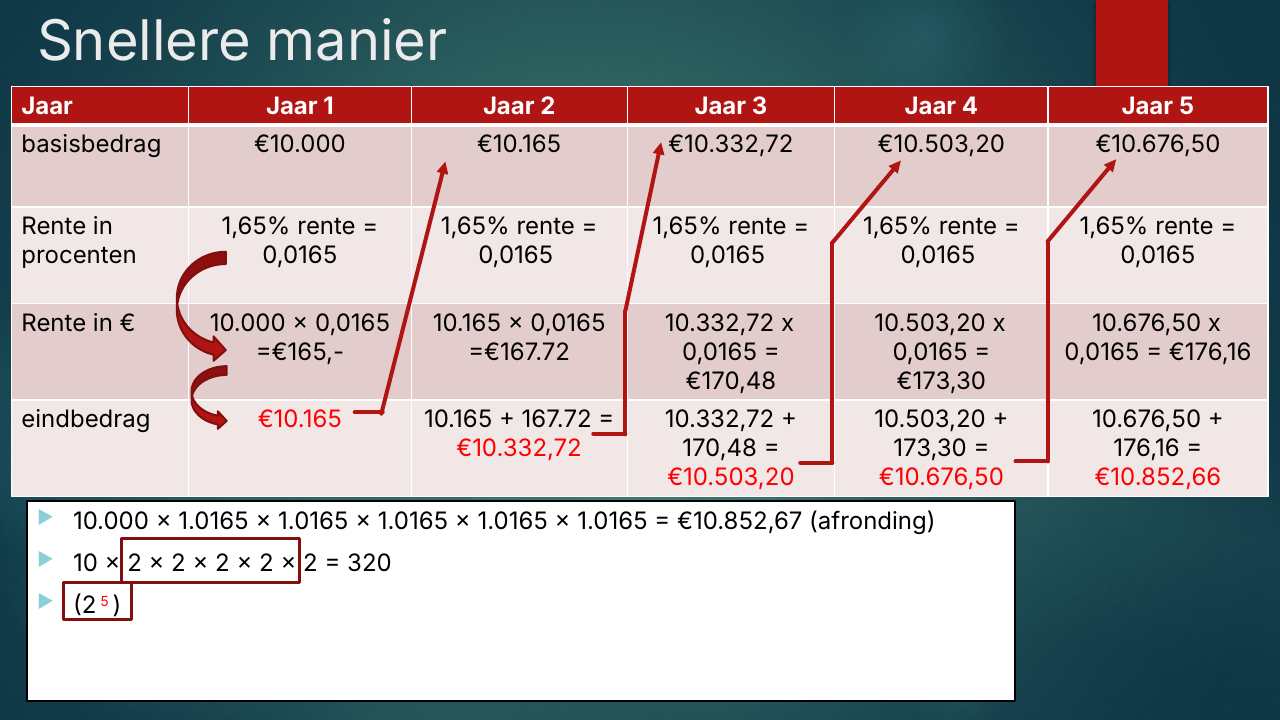 Snellere manier
Jaar Jaar 1 Jaar 2 Jaar 3 Jaar 4 Jaar 5
basisbedrag €10.000 €10.165 €10.332,72 €10.503,20 €10.676,50
Rente in 1,65% rente = 1,65% rente = 1,65% rente = 1,65% rente = 1,65% rente =
procenten 0,0165 0,0165 0,0165 0,0165 0,0165
Rente in € 10.000 × 0,0165 10.165 × 0,0165 10.332,72 x 10.503,20 x 10.676,50 x
=€165,- =€167.72 0,0165 = 0,0165 = 0,0165 = €176,16
€170,48 €173,30
eindbedrag €10.165 10.165 + 167.72 = 10.332,72 + 10.503,20 + 10.676,50 +
€10.332,72 170,48 = 173,30 = 176,16 =
€10.503,20 €10.676,50 €10.852,66
10.000 × 1.0165 × 1.0165 × 1.0165 × 1.0165 × 1.0165 = €10.852,67 (afronding)
10 × 2 × 2 × 2 × 2 × 2 = 320
(2 ⁵ )